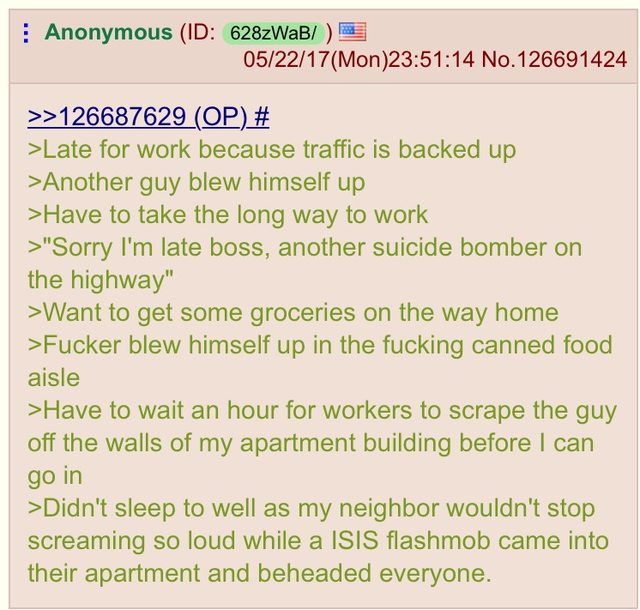 Anonymous (ID: 628zWaB/ )
05/22/17(Mon)23:51:14 No.126691424
>>126687629 (OP) #
>Late for work because traffic is backed up
>Another guy blew himself up
>Have to take the long way to work
>"Sorry I'm late boss, another suicide bomber on
the highway"
>Want to get some groceries on the way home
>Fucker blew himself up in the fucking canned food
aisle
>Have to wait an hour for workers to scrape the guy
off the walls of my apartment building before I can
go in
>Didn't sleep to well as my neighbor wouldn't stop
screaming so loud while a ISIS flashmob came into
their apartment and beheaded everyone.